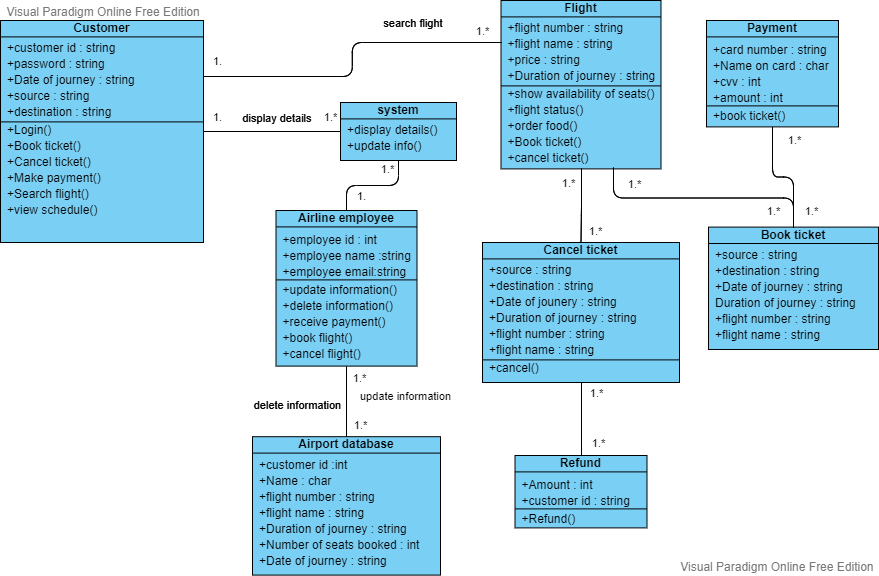 Visual Paradigm Online Free Edition
Customer
+customer id : string
+password : string
+Date of journey : string
+source : string
+destination : string
+Login()
+Book ticket()
+Cancel ticket()
+Make payment()
+Search flight()
+view schedule()
search flight
1.
1..*
display details
1.
1..*
system
+display details()
+update info()
1..*
1.
Airline employee
+employee id : int
+employee name :string
+employee email:string
+update information()
+delete information()
+receive payment()
+book flight()
+cancel flight()
1.*
delete information
update information
1.*
Airport database
+customer id :int
+Name : char
+flight number : string
+flight name : string
+Duration of journey : string
+Number of seats booked : int
+Date of journey : string
Flight
+flight number : string
+flight name : string
+price : string
+Duration of journey : string
+show availability of seats()
+flight status()
+order food()
+Book ticket()
+cancel ticket()
1..*
1..*
1..*
Cancel ticket
+source : string
+destination : string
+Date of jounery : string
+Duration of journey : string
+flight number : string
+flight name : string
+cancel()
1..*
1..*
Refund
+Amount : int
+customer id : string
+Refund()
Payment
+card number : string
+Name on card : char
+cvv : int
+amount : int
+book ticket()
1..*
1..*
1..*
Book ticket
+source : string
+destination : string
+Date of journey : string
Duration of journey : string
+flight number : string
+flight name : string
Visual Paradigm Online Free Edition